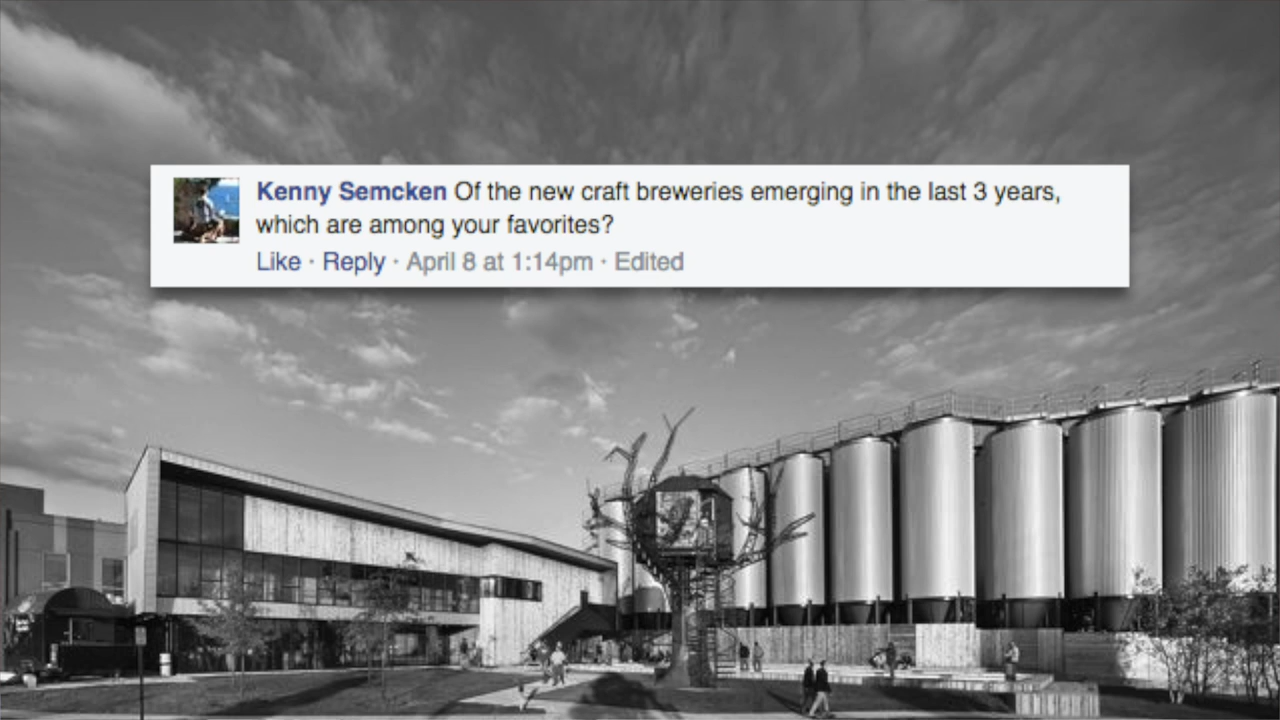 Kenny Semcken Of the new craft breweries emerging in the last 3 years,
which are among your favorites?
Like · Reply · April 8 at 1:14pm · Edited